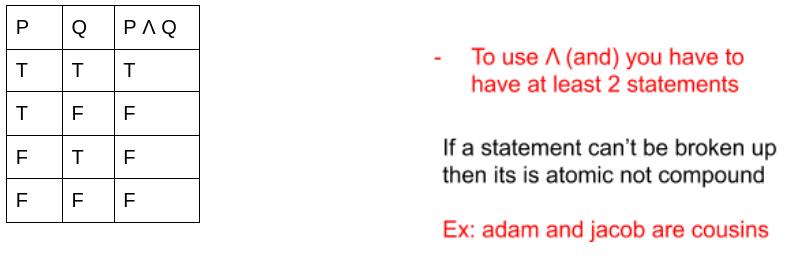 P Q P Λ Q
T T T
T F F
F T F
F F F
- To use Λ (and) you have to
have at least 2 statements
If a statement can't be broken up
then its is atomic not compound
Ex: adam and jacob are cousins